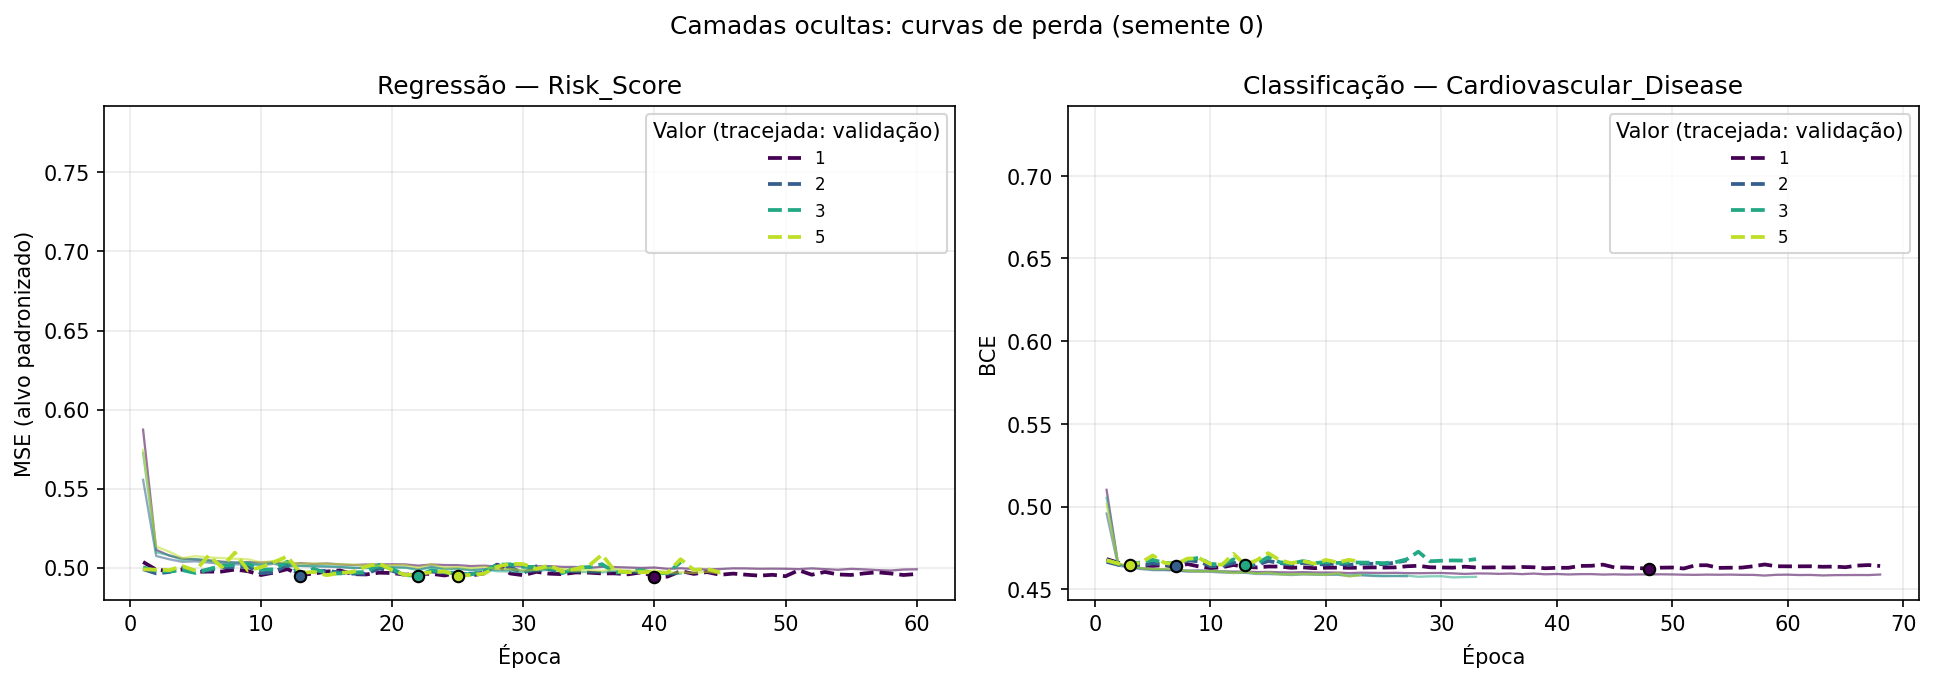 Camadas ocultas: curvas de perda (semente 0)
Regressão — Risk_Score
MSE (alvo padronizado)
0.75
0.70
0.65
0.60
0.55
0.50
Valor (tracejada: validação)
1
2
3
5
0 10 20 30 40 50 60
Época
Classificação — Cardiovascular_Disease
BCE
0.70
0.65
0.60
0.55
0.50
0.45
Valor (tracejada: validação)
1
2
3
5
0 10 20 30 40 50 60 70
Época